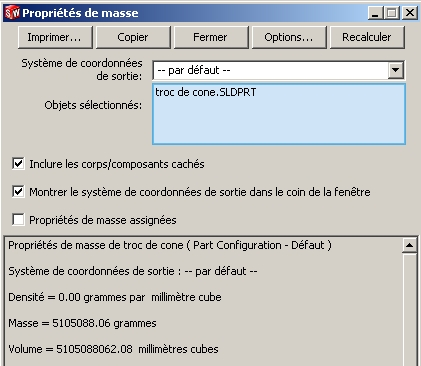 Propriétés de masse
Imprimer... Copier Fermer Options... Recalculer
Système de coordonnées
de sortie: -- par défaut --
Objets sélectionnés: troc de cone.SLDPRT
Inclure les corps/composants cachés
Montrer le système de coordonnées de sortie dans le coin de la fenêtre
Propriétés de masse assignées
Propriétés de masse de troc de cone ( Part Configuration - Défaut )
Système de coordonnées de sortie : -- par défaut --
Densité = 0.00 grammes par millimètre cube
Masse = 5105088.06 grammes
Volume = 5105088062.08 millimètres cubes